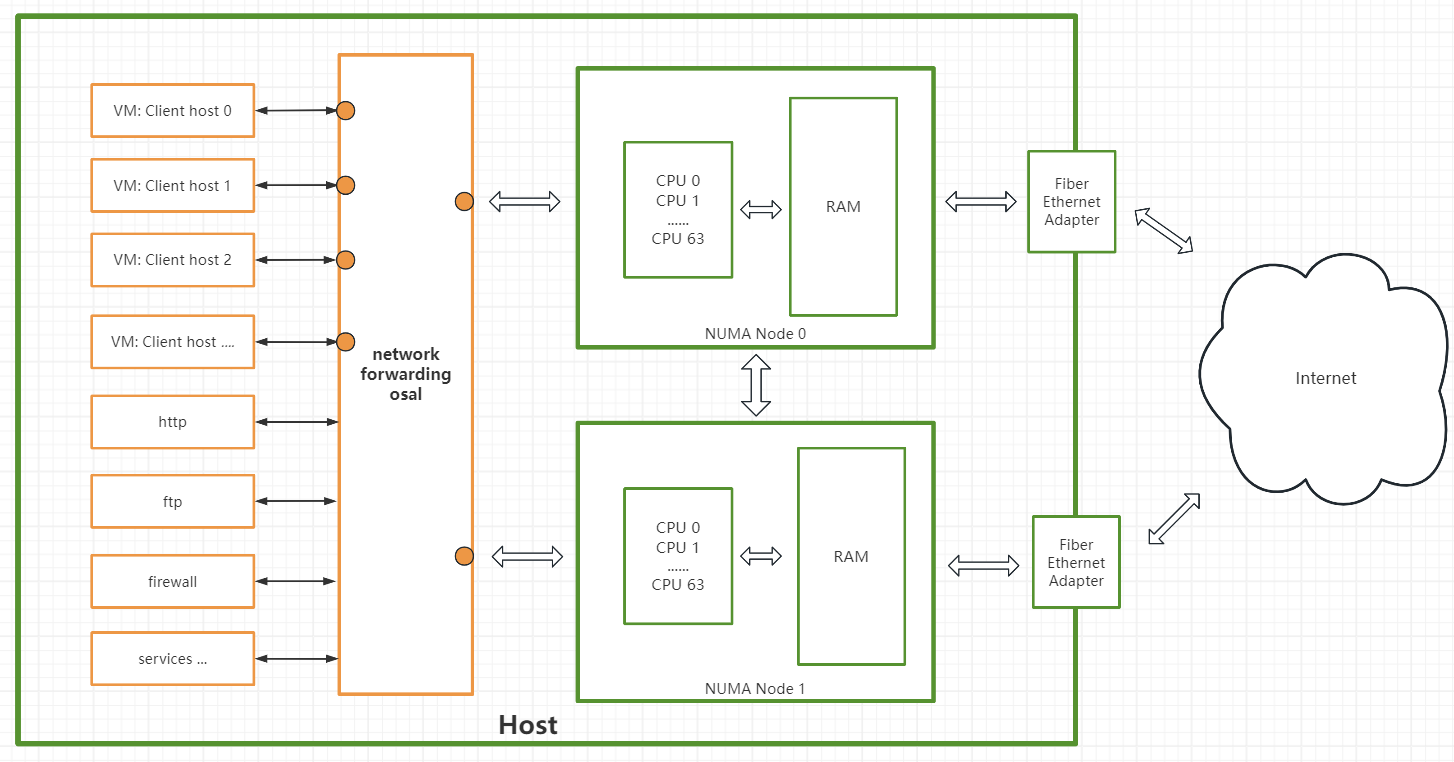 VM: Client host 0
VM: Client host 1
VM: Client host 2
VM: Client host ....
http
ftp
firewall
services ...
network
forwarding
osal
CPU 0
CPU 1
......
CPU 63
RAM
NUMA Node 0
CPU 0
CPU 1
......
CPU 63
RAM
NUMA Node 1
Fiber
Ethernet
Adapter
Fiber
Ethernet
Adapter
Internet
Host